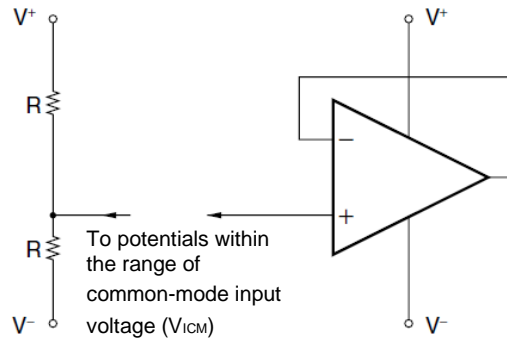 V+
V+
R
−
+
R
To potentials within
the range of
common-mode input
voltage (VICM)
V−
V−